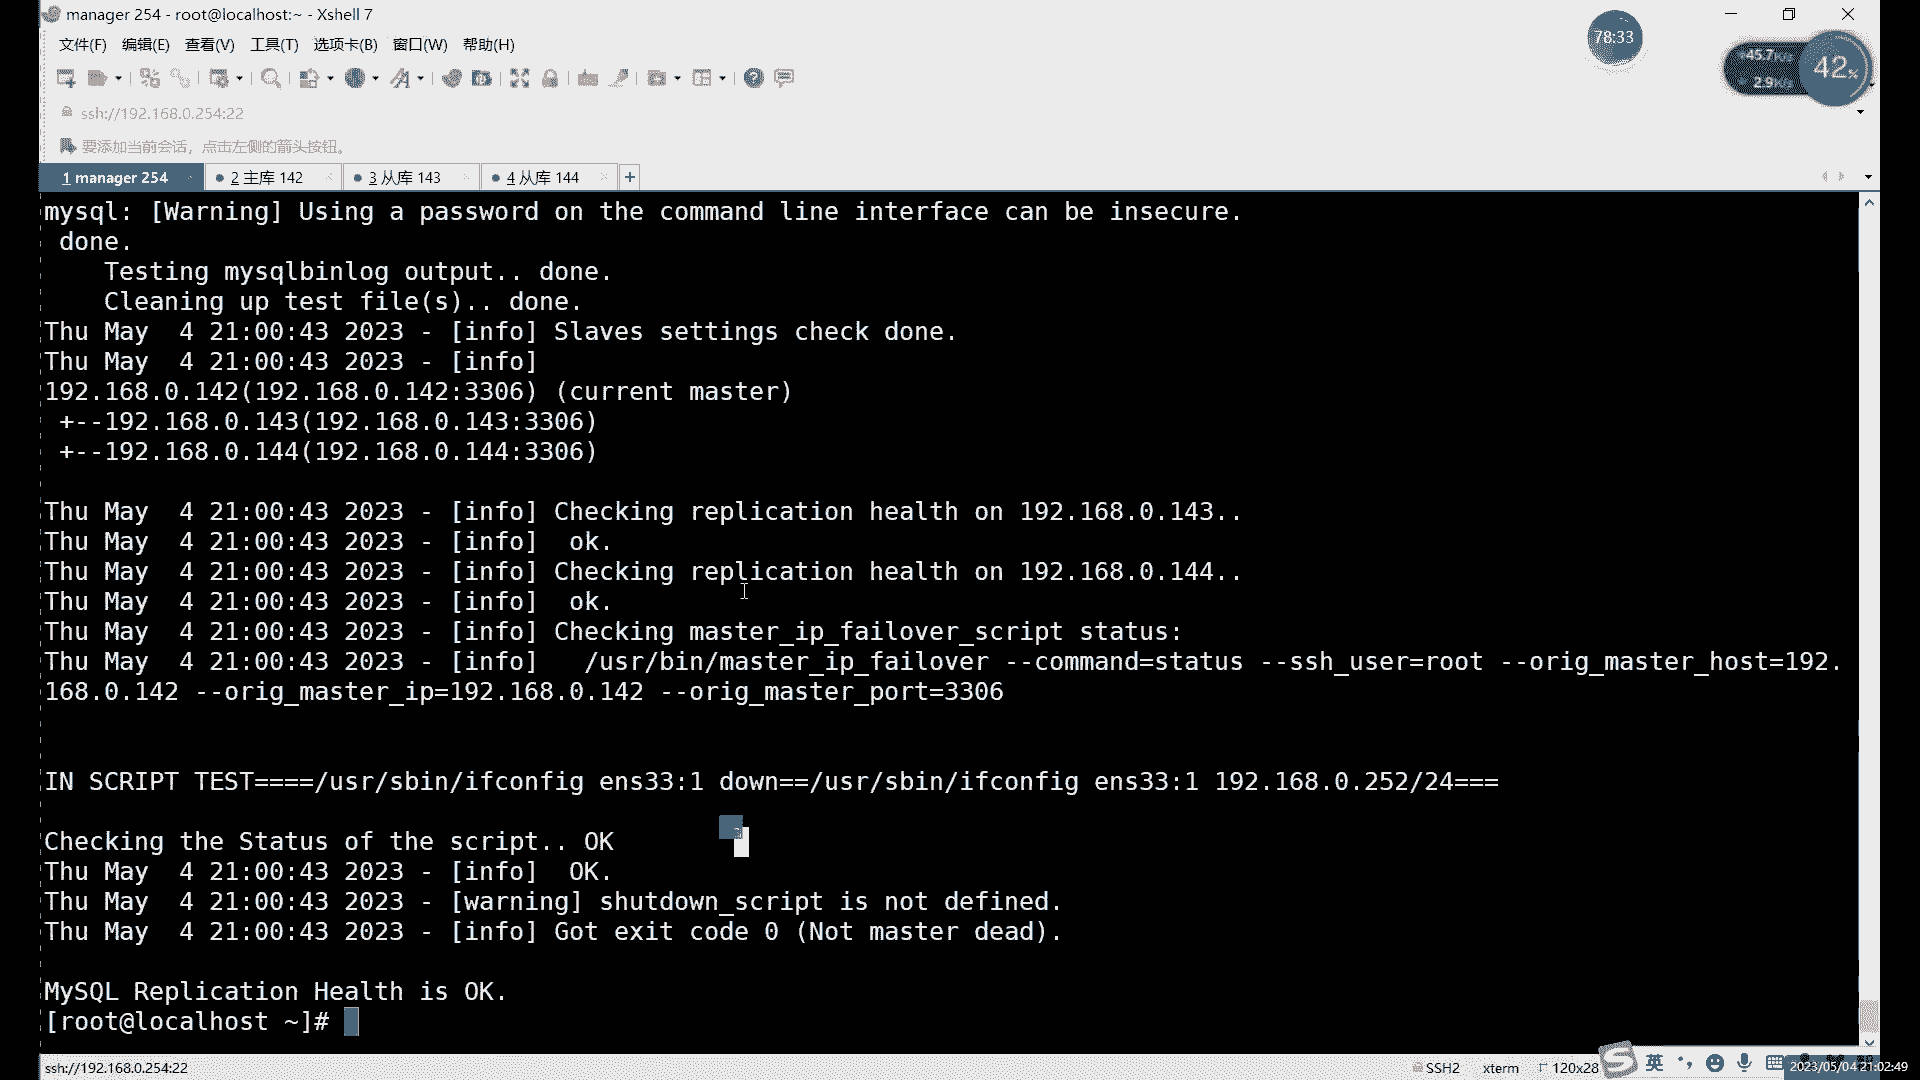 manager 254 - root@localhost:~ - Xshell 7
文件(F) 编辑(E) 查看(V) 工具(T) 选项卡(B) 窗口(W) 帮助(H)
78:33
45.7K/s
2.9K/s
42%
ssh://192.168.0.254:22
要添加当前会话，点击左侧的箭头按钮。
1 manager 254 2 主库 142 3 从库 143 4 从库 144 +
mysql: [Warning] Using a password on the command line interface can be insecure.
 done.
    Testing mysqlbinlog output.. done.
    Cleaning up test file(s).. done.
Thu May  4 21:00:43 2023 - [info] Slaves settings check done.
Thu May  4 21:00:43 2023 - [info]
192.168.0.142(192.168.0.142:3306) (current master)
 +--192.168.0.143(192.168.0.143:3306)
 +--192.168.0.144(192.168.0.144:3306)
Thu May  4 21:00:43 2023 - [info] Checking replication health on 192.168.0.143..
Thu May  4 21:00:43 2023 - [info]  ok.
Thu May  4 21:00:43 2023 - [info] Checking replication health on 192.168.0.144..
Thu May  4 21:00:43 2023 - [info]  ok.
Thu May  4 21:00:43 2023 - [info] Checking master_ip_failover_script status:
Thu May  4 21:00:43 2023 - [info]   /usr/bin/master_ip_failover --command=status --ssh_user=root --orig_master_host=192.
168.0.142 --orig_master_ip=192.168.0.142 --orig_master_port=3306
IN SCRIPT TEST====/usr/sbin/ifconfig ens33:1 down==/usr/sbin/ifconfig ens33:1 192.168.0.252/24===
Checking the Status of the script.. OK
Thu May  4 21:00:43 2023 - [info]  OK.
Thu May  4 21:00:43 2023 - [warning] shutdown_script is not defined.
Thu May  4 21:00:43 2023 - [info] Got exit code 0 (Not master dead).
MySQL Replication Health is OK.
[root@localhost ~]#
ssh://192.168.0.254:22 SSH2 xterm 120x28 英 2023/05/04 21:02:49